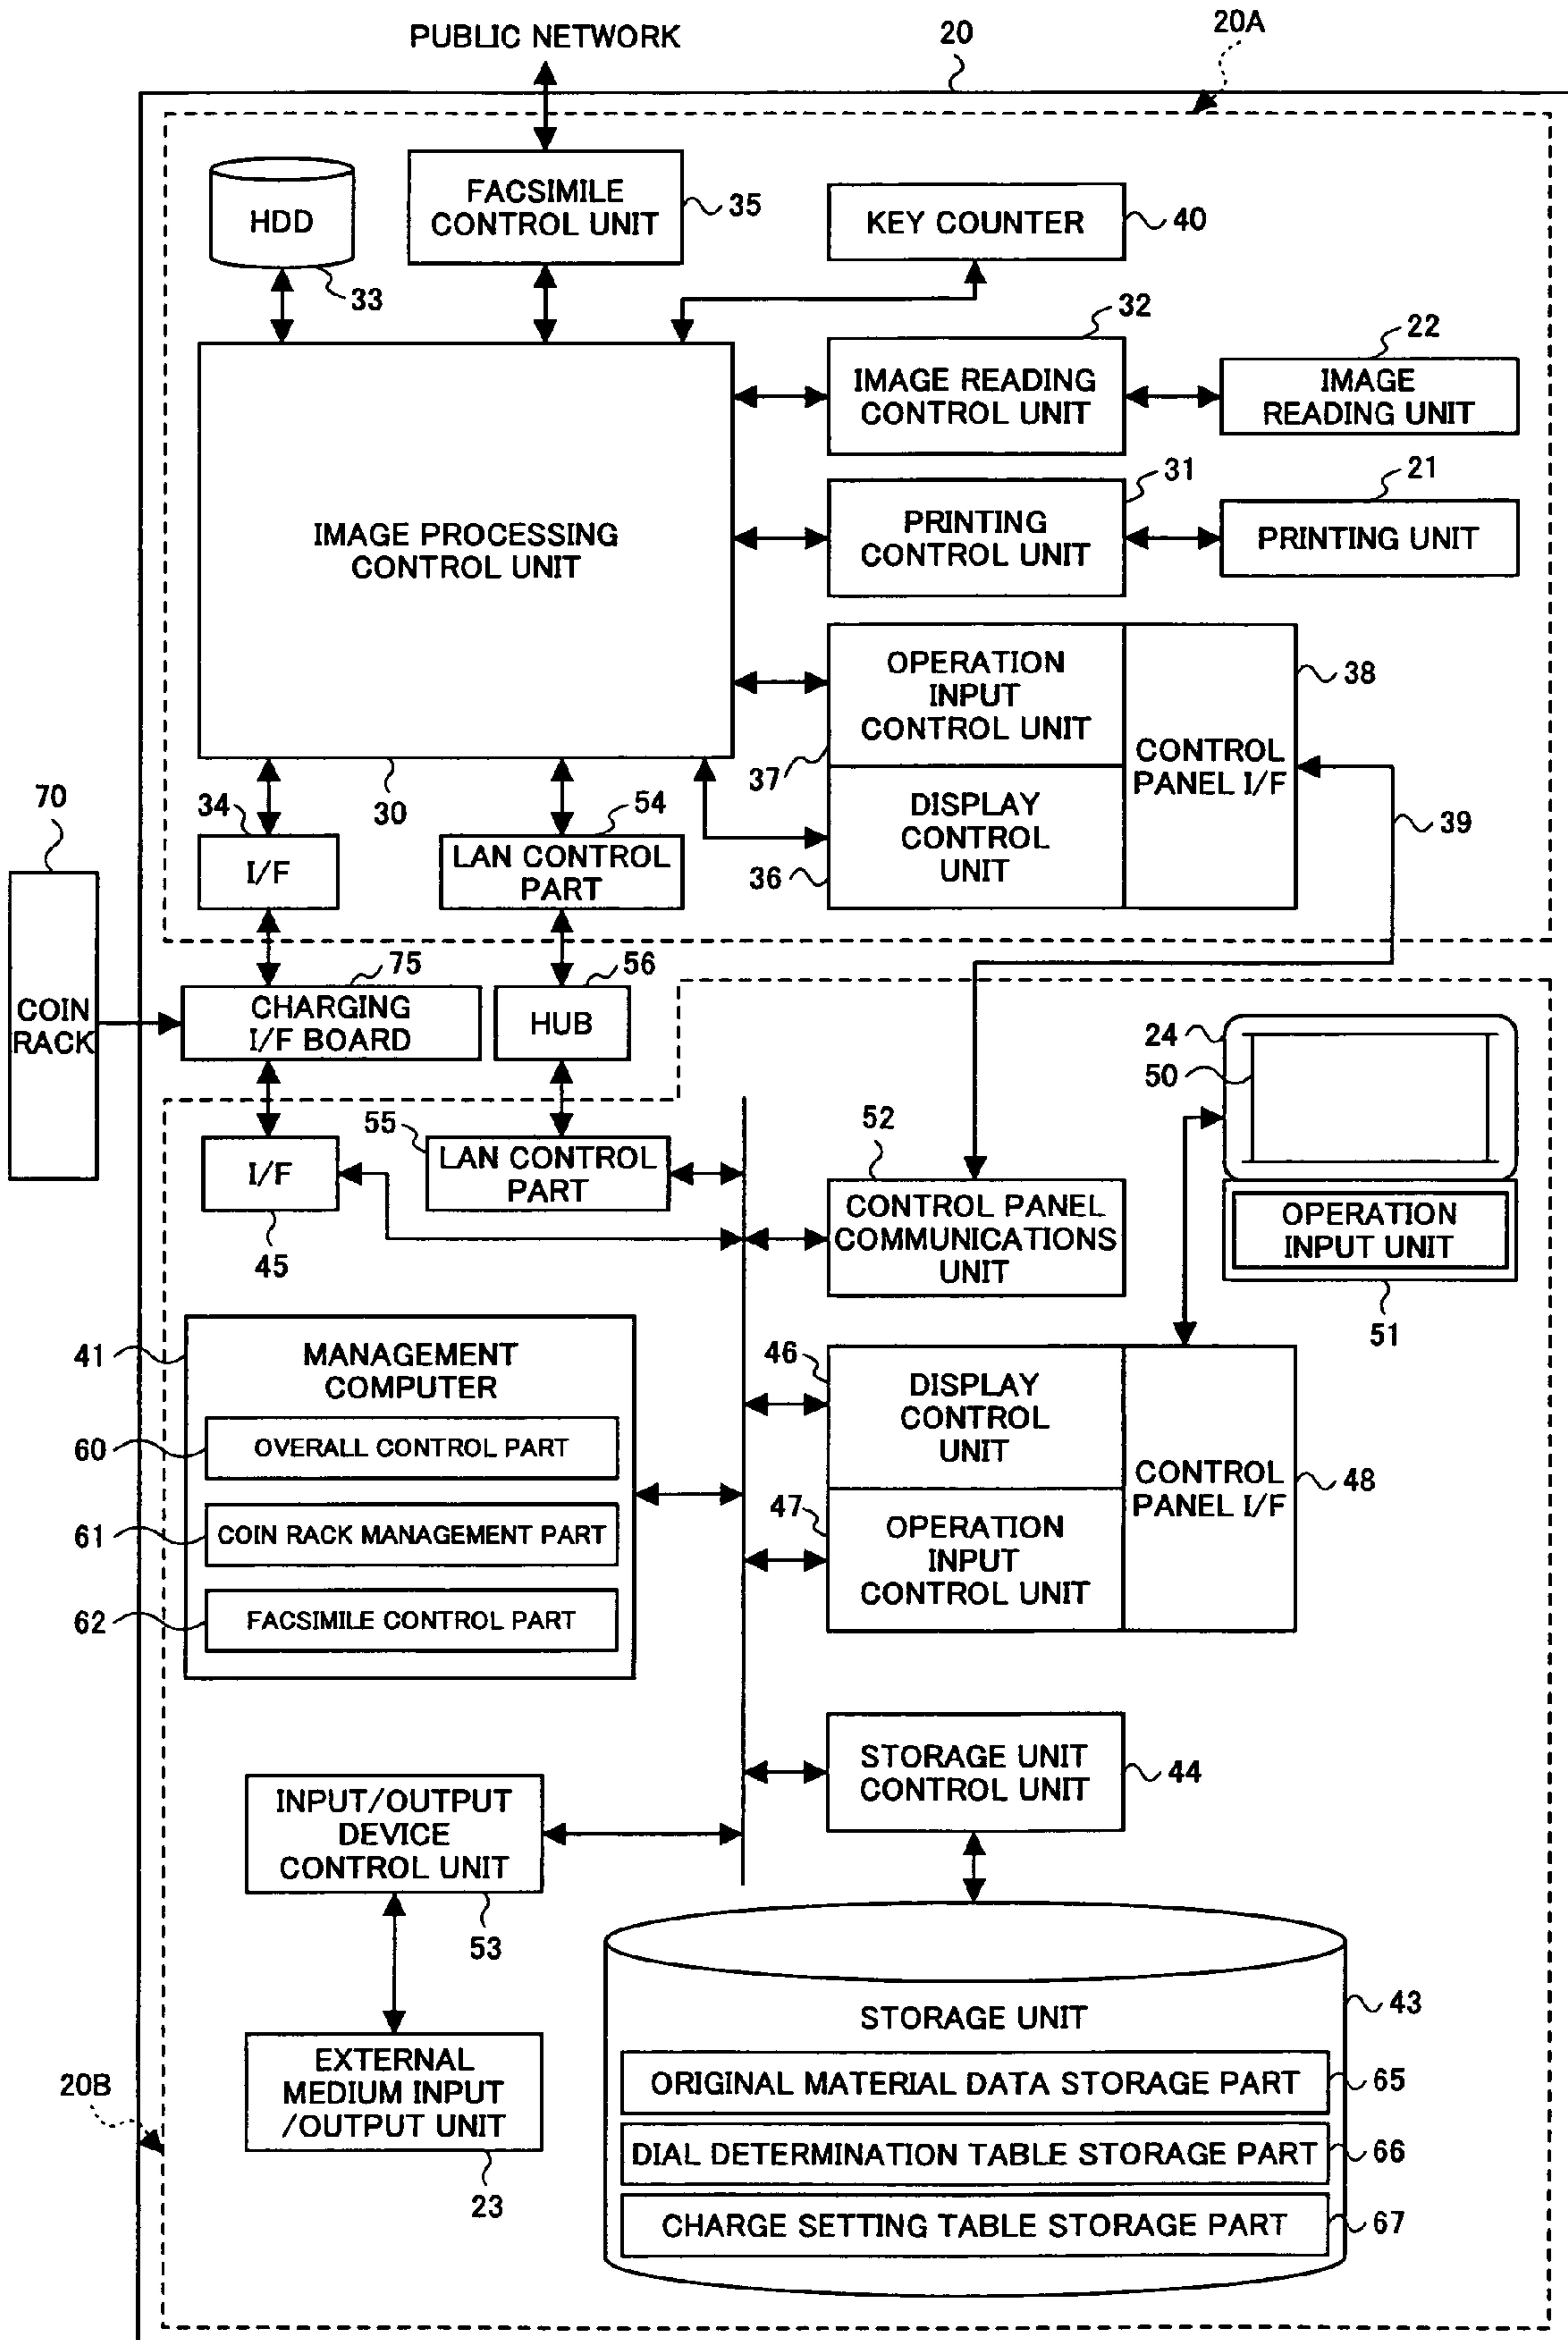 PUBLIC NETWORK
20
20A
HDD
33
FACSIMILE
CONTROL UNIT
35
KEY COUNTER
40
IMAGE PROCESSING
CONTROL UNIT
30
32
IMAGE READING
CONTROL UNIT
22
IMAGE
READING UNIT
31
PRINTING
CONTROL UNIT
21
PRINTING UNIT
OPERATION
INPUT
CONTROL UNIT
37
DISPLAY
CONTROL
UNIT
36
CONTROL
PANEL I/F
38
39
34
I/F
54
LAN CONTROL
PART
70
COIN
RACK
75
CHARGING
I/F BOARD
56
HUB
24
50
OPERATION
INPUT UNIT
51
I/F
45
55
LAN CONTROL
PART
52
CONTROL PANEL
COMMUNICATIONS
UNIT
41
MANAGEMENT
COMPUTER
60
OVERALL CONTROL PART
61
COIN RACK MANAGEMENT PART
62
FACSIMILE CONTROL PART
46
DISPLAY
CONTROL
UNIT
47
OPERATION
INPUT
CONTROL UNIT
CONTROL
PANEL I/F
48
STORAGE UNIT
CONTROL UNIT
44
INPUT/OUTPUT
DEVICE
CONTROL UNIT
53
EXTERNAL
MEDIUM INPUT
/OUTPUT UNIT
23
20B
STORAGE UNIT
43
ORIGINAL MATERIAL DATA STORAGE PART
65
DIAL DETERMINATION TABLE STORAGE PART
66
CHARGE SETTING TABLE STORAGE PART
67